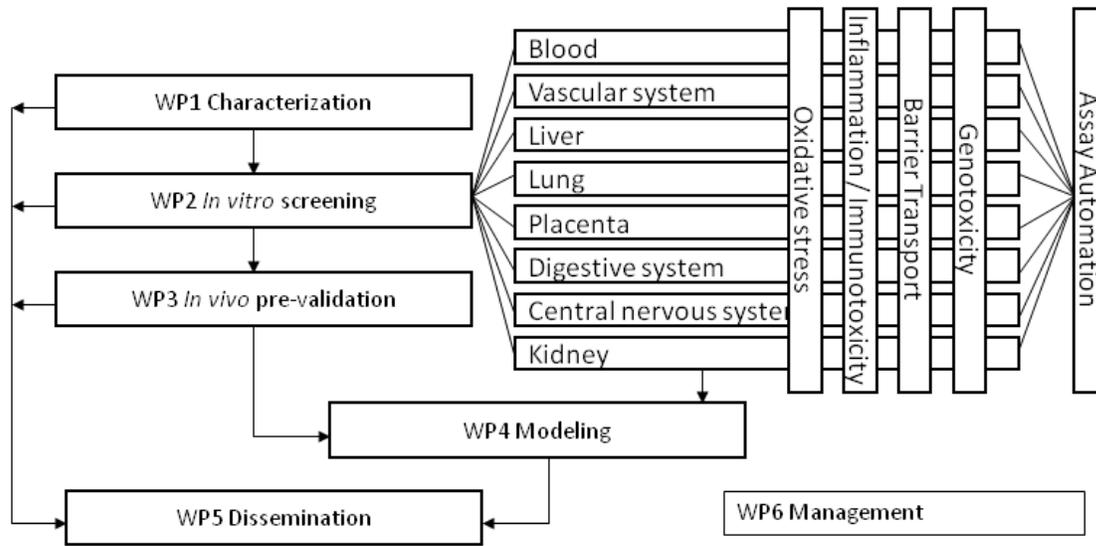 WP1 Characterization
WP2 In vitro screening
WP3 In vivo pre-validation
Blood
Vascular system
Liver
Lung
Placenta
Digestive system
Central nervous system
Kidney
Oxidative stress
Inflammation / Immunotoxicity
Barrier Transport
Genotoxicity
Assay Automation
WP4 Modeling
WP5 Dissemination
WP6 Management